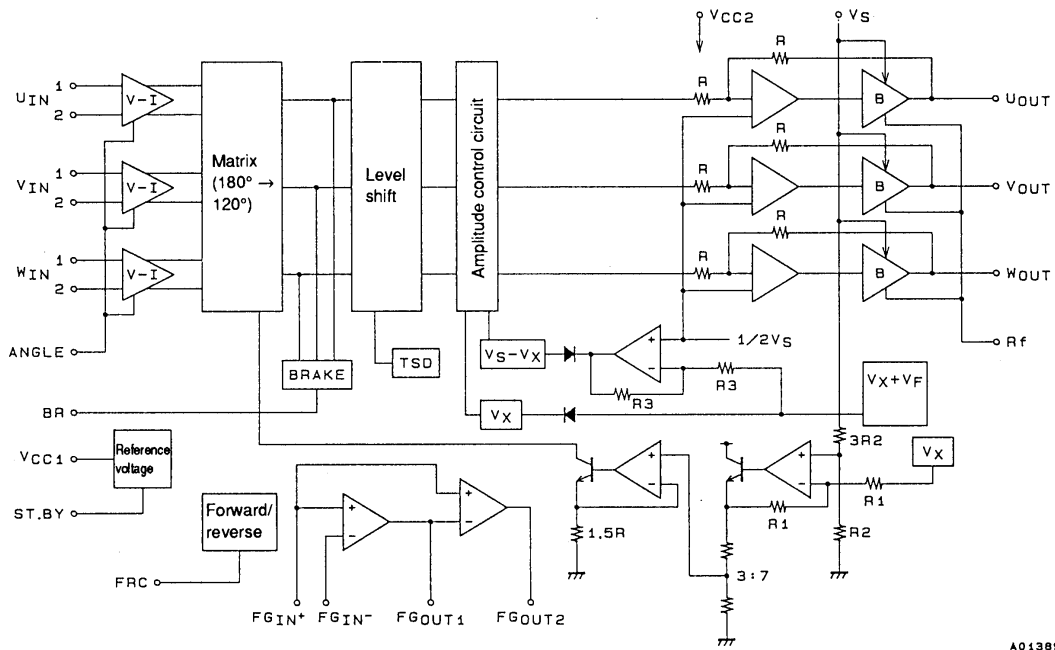 VCC2
VS
R
R
UIN
1
2
V-I
B
UOUT
R
R
VIN
1
2
V-I
Matrix
(180° →
120°)
Level
shift
Amplitude control circuit
B
VOUT
R
R
WIN
1
2
V-I
B
WOUT
ANGLE
BRAKE
TSD
VS-VX
+
-
1/2VS
Rf
R3
R3
VX+VF
BR
VX
3R2
VCC1
Reference
voltage
+
-
+
-
VX
R1
R1
R2
ST.BY
Forward/
reverse
+
-
+
-
1.5R
3:7
FRC
FGIN+
FGIN-
FGOUT1
FGOUT2